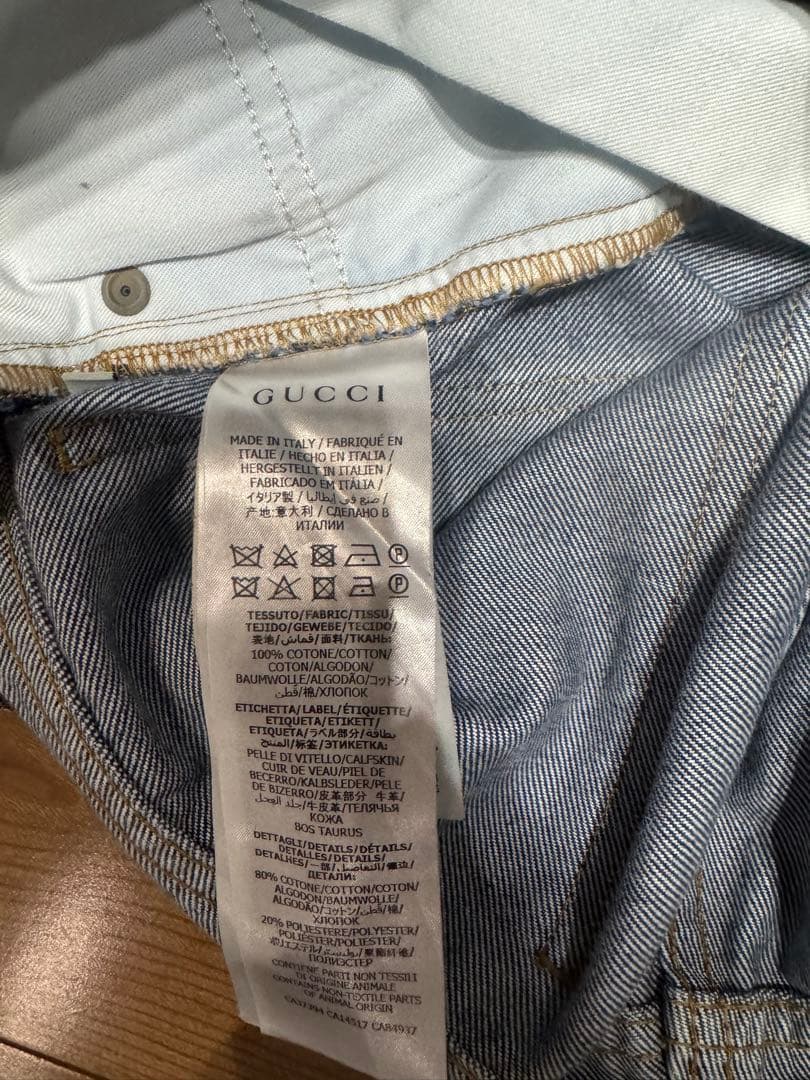 GUCCI
MADE IN ITALY / FABRIQUÉ EN
ITALIE / HECHO EN ITALIA /
HERGESTELLT IN ITALIEN /
FABRICADO EM ITÁLIA /
イタリア製 / صنع في إيطاليا /
产地:意大利 / СДЕЛАНО В
ИТАЛИИ
TESSUTO/FABRIC/TISSU/
TEJIDO/GEWEBE/TECIDO/
表地/قماش/面料/ТКАНЬ:
100% COTONE/COTTON/
COTON/ALGODON/
BAUMWOLLE/ALGODÃO/コットン/
قطن/棉/ХЛОПОК
ETICHETTA/LABEL/ÉTIQUETTE/
ETIQUETA/ETIKETT/
ETIQUETA/ラベル部分/بطاقة/
المنتج/标签/ЭТИКЕТКА:
PELLE DI VITELLO/CALFSKIN/
CUIR DE VEAU/PIEL DE
BECERRO/KALBSLEDER/PELE
DE BIZERRO/皮革部分 牛革/
جلد العجل/牛皮革/ТЕЛЯЧЬЯ
КОЖА
BOS TAURUS
DETTAGLI/DETAILS/DÉTAILS/
DETALLES/DETAILS/
DETALHES/一部/التفاصيل/
ДЕТАЛИ:
80% COTONE/COTTON/COTON/
ALGODON/BAUMWOLLE/
ALGODÃO/コットン/قطن/棉/
ХЛОПОК
20% POLIESTERE/POLYESTER/
POLIESTER/POLIESTER/
ポリエステル/بوليستر/聚酯纤维/
ПОЛИЭСТЕР
CONTIENE PARTI NON TESSILI
DI ORIGINE ANIMALE
CONTAINS NON-TEXTILE PARTS
OF ANIMAL ORIGIN
CA37394 CA14517 CA84937